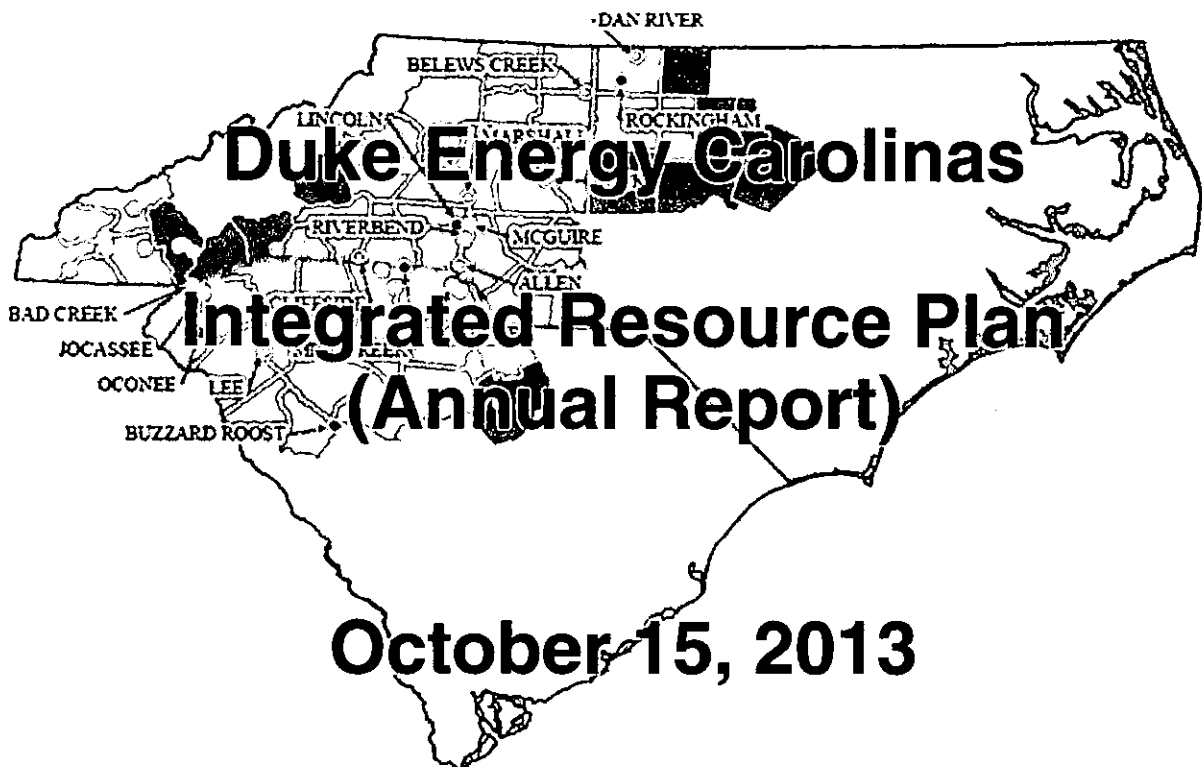 DAN RIVER
BELEWS CREEK
LINCOLN
MARSHALL
ROCKINGHAM
Duke Energy Carolinas
RIVERBEND
MCGUIRE
ALLEN
BAD CREEK
Integrated Resource Plan
JOCASSEE
OCONEE
LEE
(Annual Report)
BUZZARD ROOST
October 15, 2013